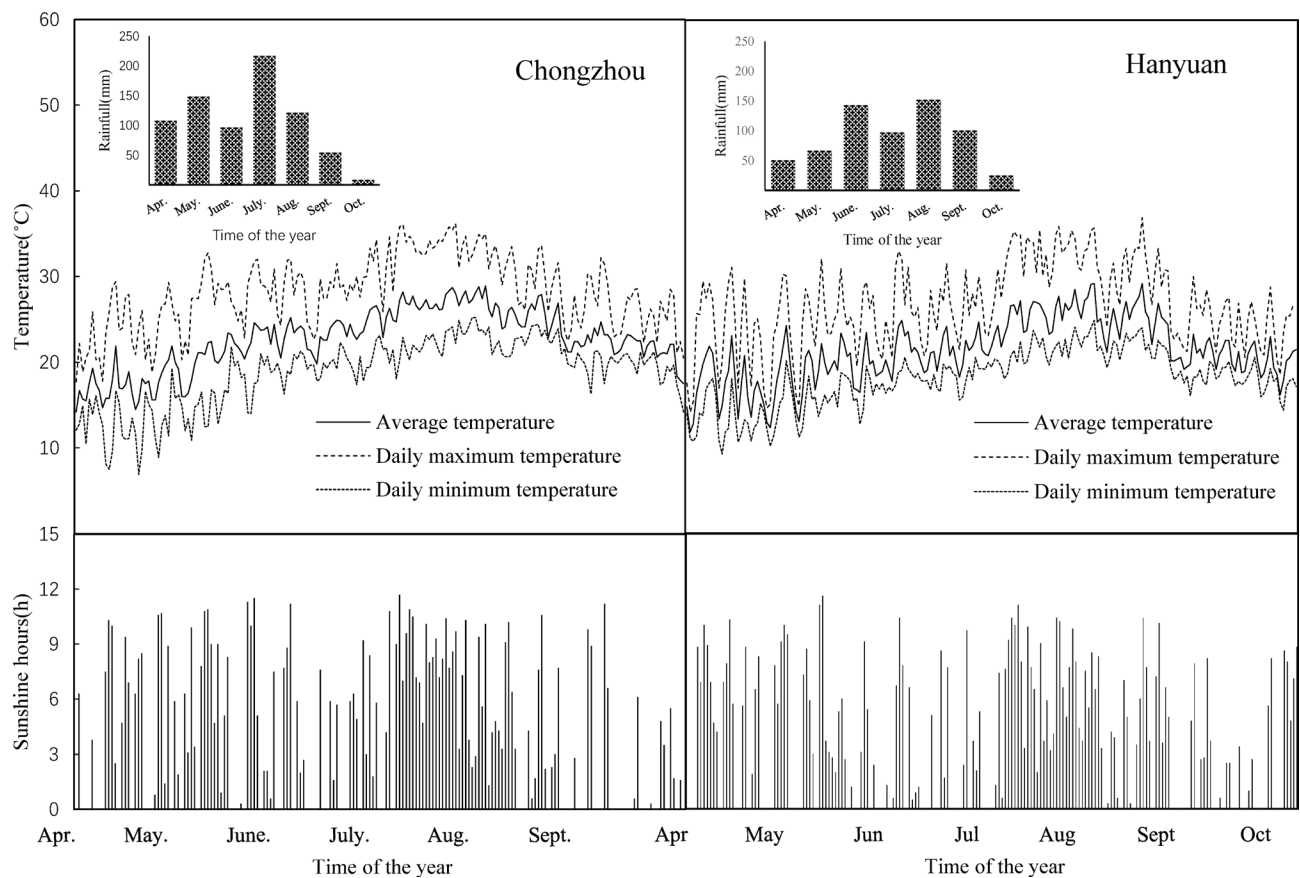 Chongzhou
Rainfull(mm)
250
200
150
100
50
Apr.
May.
June.
July.
Aug.
Sept.
Oct.
Time of the year
Hanyuan
Rainfull(mm)
250
200
150
100
50
Apr.
May.
June.
July.
Aug.
Sept.
Oct.
Time of the year
Temperature(°C)
60
50
40
30
20
10
Average temperature
Daily maximum temperature
Daily minimum temperature
Average temperature
Daily maximum temperature
Daily minimum temperature
Sunshine hours(h)
15
12
9
6
3
0
Apr.
May.
June.
July.
Aug.
Sept.
Apr
May
Jun
Jul
Aug
Sept
Oct
Time of the year
Time of the year